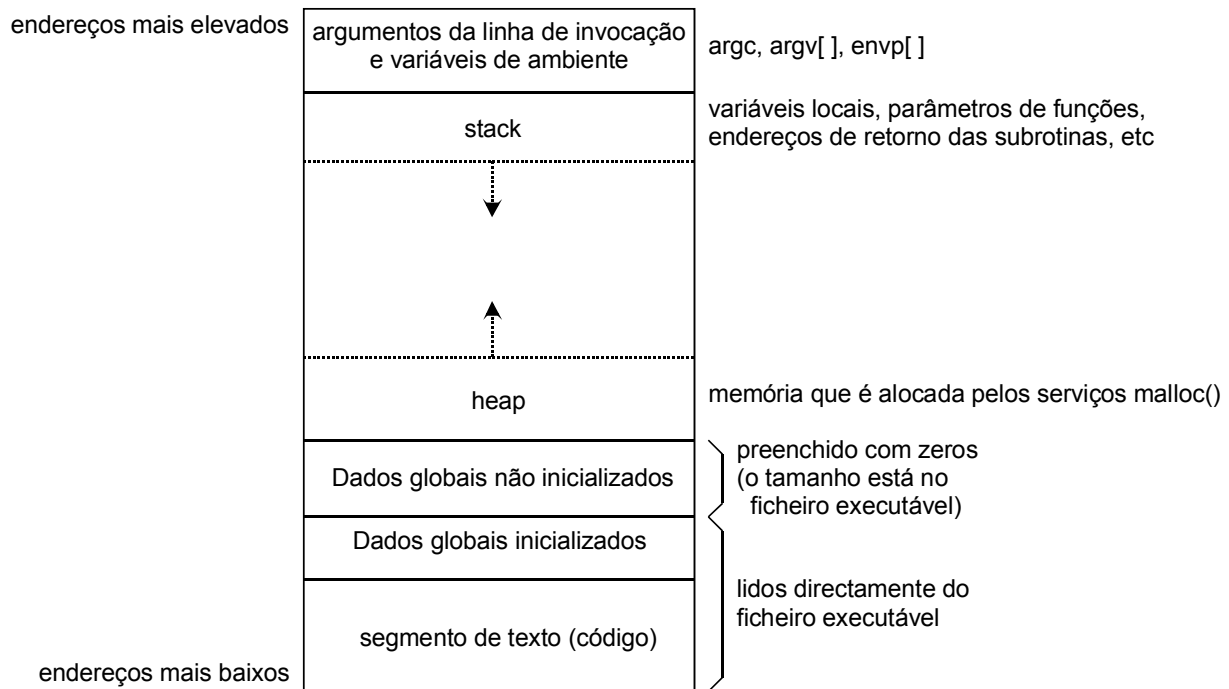 endereços mais elevados
argumentos da linha de invocação
e variáveis de ambiente
argc, argv[ ], envp[ ]
stack
variáveis locais, parâmetros de funções,
endereços de retorno das subrotinas, etc
heap
memória que é alocada pelos serviços malloc()
Dados globais não inicializados
preenchido com zeros
(o tamanho está no
ficheiro executável)
Dados globais inicializados
lidos directamente do
ficheiro executável
segmento de texto (código)
endereços mais baixos